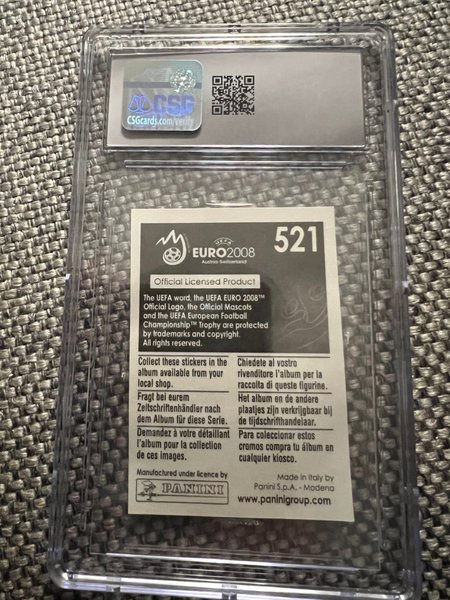 CSG
CSGcards.com/verify
UEFA
EURO2008
Austria-Switzerland
521
Official Licensed Product
The UEFA word, the UEFA EURO 2008™
Official Logo, the Official Mascots
and the UEFA European Football
Championship™ Trophy are protected
by trademarks and copyright.
All rights reserved.
Collect these stickers in the
album available from your
local shop.
Fragt bei eurem
Zeitschriftenhändler nach
dem Album für diese Serie.
Demandez à votre détaillant
l'album pour la collection
de ces images.
Chiedete al vostro
rivenditore l'album per la
raccolta di queste figurine.
Het album en de andere
plaatjes zijn verkrijgbaar bij
de tijdschrifthandelaar.
Para coleccionar estos
cromos compra tu álbum en
cualquier kiosco.
Manufactured under licence by
PANINI
Made in Italy by
Panini S.p.A. - Modena
www.paninigroup.com